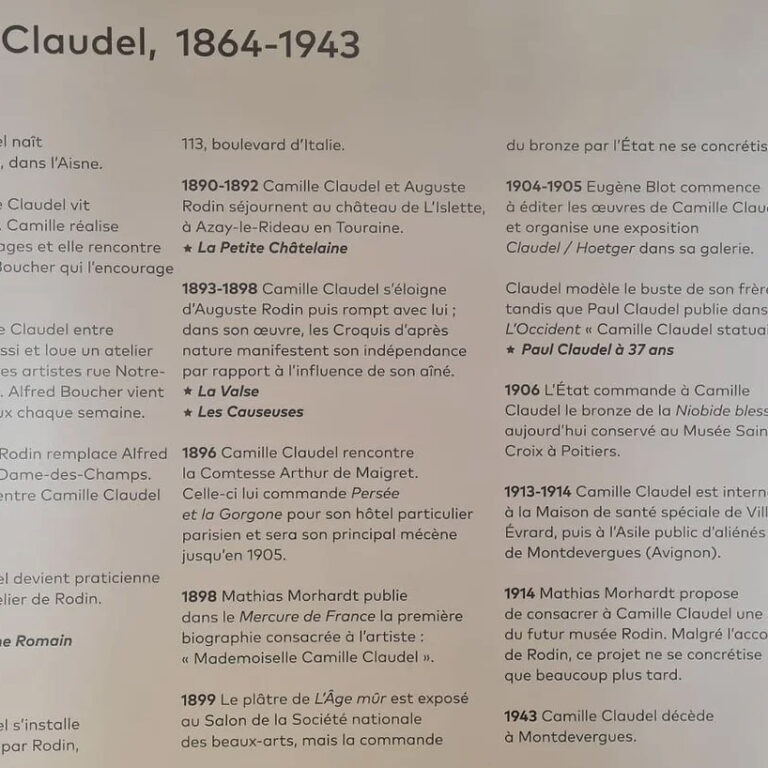 Claudel, 1864-1943
naît
, dans l'Aisne.
Claudel vit
. Camille réalise
et elle rencontre
Boucher qui l'encourage
Claudel entre
et loue un atelier
artistes rue Notre-
. Alfred Boucher vient
chaque semaine.
Rodin remplace Alfred
Dame-des-Champs.
entre Camille Claudel
devient praticienne
de Rodin.
Romain
s'installe
par Rodin,
113, boulevard d'Italie.
1890-1892 Camille Claudel et Auguste
Rodin séjournent au château de L'Islette,
à Azay-le-Rideau en Touraine.
★ La Petite Châtelaine
1893-1898 Camille Claudel s'éloigne
d'Auguste Rodin puis rompt avec lui ;
dans son œuvre, les Croquis d'après
nature manifestent son indépendance
par rapport à l'influence de son aîné.
★ La Valse
★ Les Causeuses
1896 Camille Claudel rencontre
la Comtesse Arthur de Maigret.
Celle-ci lui commande Persée
et la Gorgone pour son hôtel particulier
parisien et sera son principal mécène
jusqu'en 1905.
1898 Mathias Morhardt publie
dans le Mercure de France la première
biographie consacrée à l'artiste :
« Mademoiselle Camille Claudel ».
1899 Le plâtre de L'Âge mûr est exposé
au Salon de la Société nationale
des beaux-arts, mais la commande
du bronze par l'État ne se concrétis
1904-1905 Eugène Blot commence
à éditer les œuvres de Camille Clau
et organise une exposition
Claudel / Hoetger dans sa galerie.
Claudel modèle le buste de son frère
tandis que Paul Claudel publie dans
L'Occident « Camille Claudel statuai
★ Paul Claudel à 37 ans
1906 L'État commande à Camille
Claudel le bronze de la Niobide bless
aujourd'hui conservé au Musée Sain
Croix à Poitiers.
1913-1914 Camille Claudel est intern
à la Maison de santé spéciale de Vill
Évrard, puis à l'Asile public d'aliénés
de Montdevergues (Avignon).
1914 Mathias Morhardt propose
de consacrer à Camille Claudel une
du futur musée Rodin. Malgré l'acco
de Rodin, ce projet ne se concrétise
que beaucoup plus tard.
1943 Camille Claudel décède
à Montdevergues.